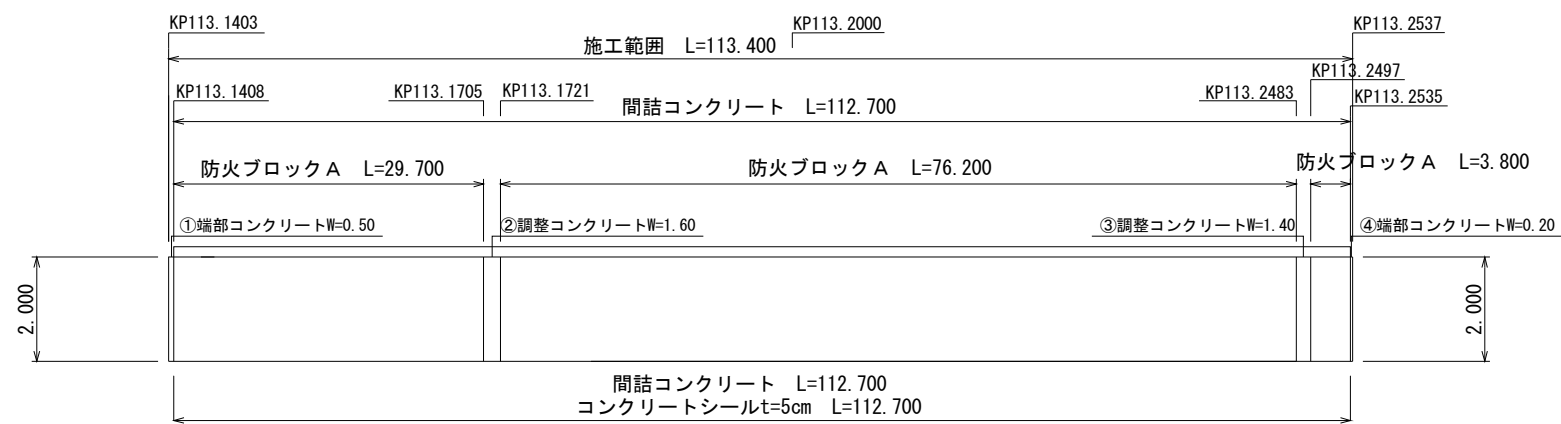 KP113.1403
KP113.2000
KP113.2537
施工範囲 L=113.400
KP113.2497
KP113.1408
KP113.1705
KP113.1721
KP113.2483
KP113.2535
間詰コンクリート L=112.700
防火ブロックA L=29.700
防火ブロックA L=76.200
防火ブロックA L=3.800
①端部コンクリートW=0.50
②調整コンクリートW=1.60
③調整コンクリートW=1.40
④端部コンクリートW=0.20
2.000
2.000
間詰コンクリート L=112.700
コンクリートシールt=5cm L=112.700